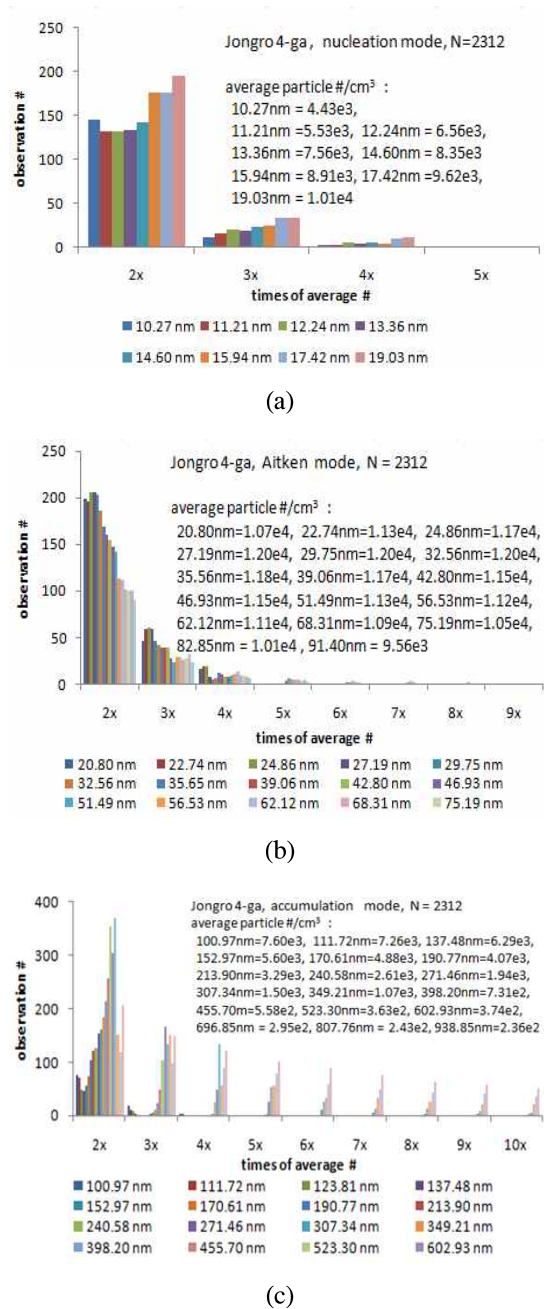 Jongro 4-ga , nucleation mode, N=2312
average particle #/cm³ :
10.27nm = 4.43e3,
11.21nm =5.53e3, 12.24nm = 6.56e3,
13.36nm =7.56e3, 14.60nm = 8.35e3
15.94nm = 8.91e3, 17.42nm =9.62e3,
19.03nm = 1.01e4
observation #
250
200
150
100
50
0
2x 3x 4x 5x
times of average #
10.27 nm 11.21 nm 12.24 nm 13.36 nm
14.60 nm 15.94 nm 17.42 nm 19.03 nm
(a)
Jongro 4-ga, Aitken mode, N = 2312
average particle #/cm³ :
20.80nm=1.07e4, 22.74nm=1.13e4, 24.86nm=1.17e4,
27.19nm=1.20e4, 29.75nm=1.20e4, 32.56nm=1.20e4,
35.56nm=1.18e4, 39.06nm=1.17e4, 42.80nm=1.15e4,
46.93nm=1.15e4, 51.49nm=1.13e4, 56.53nm=1.12e4,
62.12nm=1.11e4, 68.31nm=1.09e4, 75.19nm=1.05e4,
82.85nm = 1.01e4 , 91.40nm = 9.56e3
observation #
250
200
150
100
50
0
2x 3x 4x 5x 6x 7x 8x 9x
times of average #
20.80 nm 22.74 nm 24.86 nm 27.19 nm 29.75 nm
32.56 nm 35.65 nm 39.06 nm 42.80 nm 46.93 nm
51.49 nm 56.53 nm 62.12 nm 68.31 nm 75.19 nm
(b)
Jongro 4-ga, accumulation mode, N = 2312
average particle #/cm³ :
100.97nm=7.60e3, 111.72nm=7.26e3, 137.48nm=6.29e3,
152.97nm=5.60e3, 170.61nm=4.88e3, 190.77nm=4.07e3,
213.90nm=3.29e3, 240.58nm=2.61e3, 271.46nm=1.94e3,
307.34nm=1.50e3, 349.21nm=1.07e3, 398.20nm=7.31e2,
455.70nm=5.58e2, 523.30nm=3.63e2, 602.93nm=3.74e2,
696.85nm = 2.95e2, 807.76nm = 2.43e2, 938.85nm=2.36e2
observation #
400
300
200
100
0
2x 3x 4x 5x 6x 7x 8x 9x 10x
times of average #
100.97 nm 111.72 nm 123.81 nm 137.48 nm
152.97 nm 170.61 nm 190.77 nm 213.90 nm
240.58 nm 271.46 nm 307.34 nm 349.21 nm
398.20 nm 455.70 nm 523.30 nm 602.93 nm
(c)